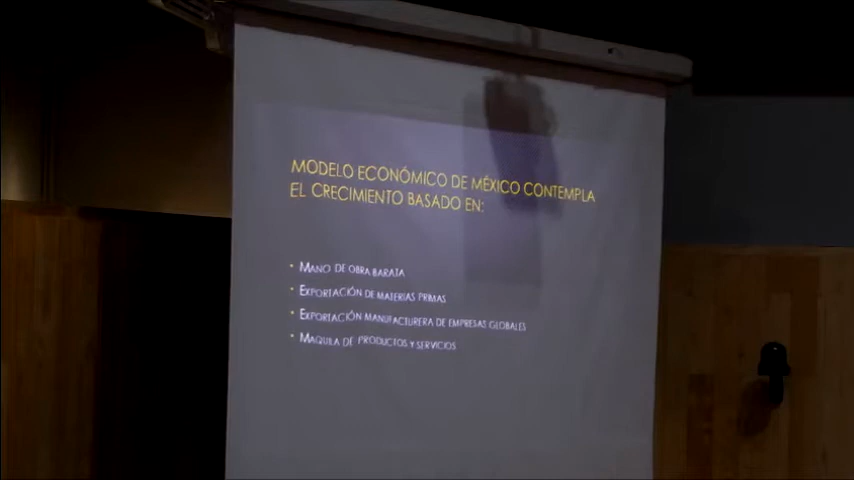 MODELO ECONÓMICO DE MÉXICO CONTEMPLA
EL CRECIMIENTO BASADO EN:
• MANO DE OBRA BARATA
• EXPORTACIÓN DE MATERIAS PRIMAS
• EXPORTACIÓN MANUFACTURERA DE EMPRESAS GLOBALES
• MAQUILA DE PRODUCTOS Y SERVICIOS